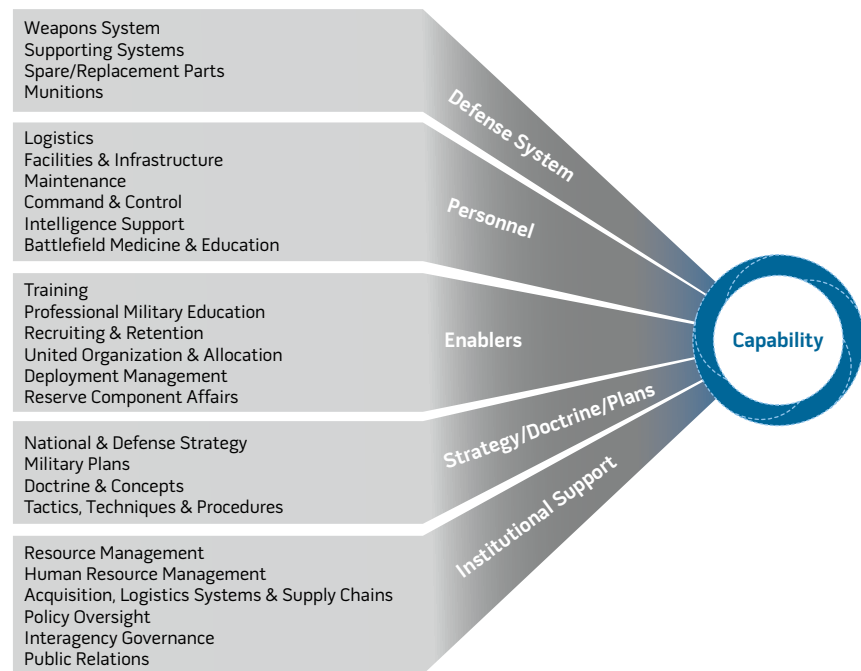 Weapons System
Supporting Systems
Spare/Replacement Parts
Munitions
Defense System
Logistics
Facilities & Infrastructure
Maintenance
Command & Control
Intelligence Support
Battlefield Medicine & Education
Personnel
Training
Professional Military Education
Recruiting & Retention
United Organization & Allocation
Deployment Management
Reserve Component Affairs
Enablers
National & Defense Strategy
Military Plans
Doctrine & Concepts
Tactics, Techniques & Procedures
Strategy/Doctrine/Plans
Resource Management
Human Resource Management
Acquisition, Logistics Systems & Supply Chains
Policy Oversight
Interagency Governance
Public Relations
Institutional Support
Capability